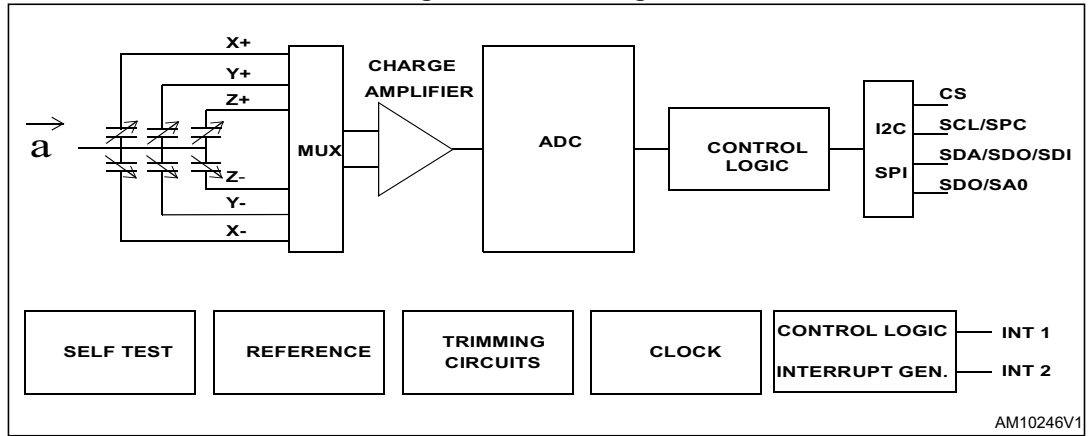 X+
Y+
Z+
a
Z-
Y-
X-
MUX
CHARGE
AMPLIFIER
ADC
CONTROL
LOGIC
I2C
SPI
CS
SCL/SPC
SDA/SDO/SDI
SDO/SA0
SELF TEST
REFERENCE
TRIMMING
CIRCUITS
CLOCK
CONTROL LOGIC
INTERRUPT GEN.
INT 1
INT 2
AM10246V1